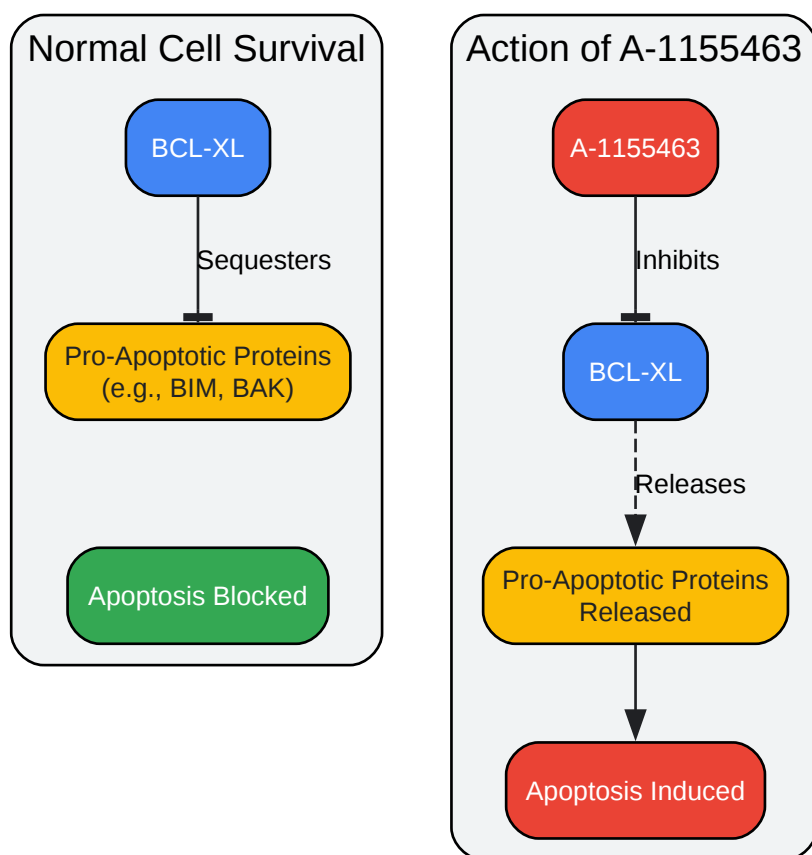 Normal Cell Survival
BCL-XL
Sequesters
Pro-Apoptotic Proteins
(e.g., BIM, BAK)
Apoptosis Blocked
Action of A-1155463
A-1155463
Inhibits
BCL-XL
Releases
Pro-Apoptotic Proteins
Released
Apoptosis Induced